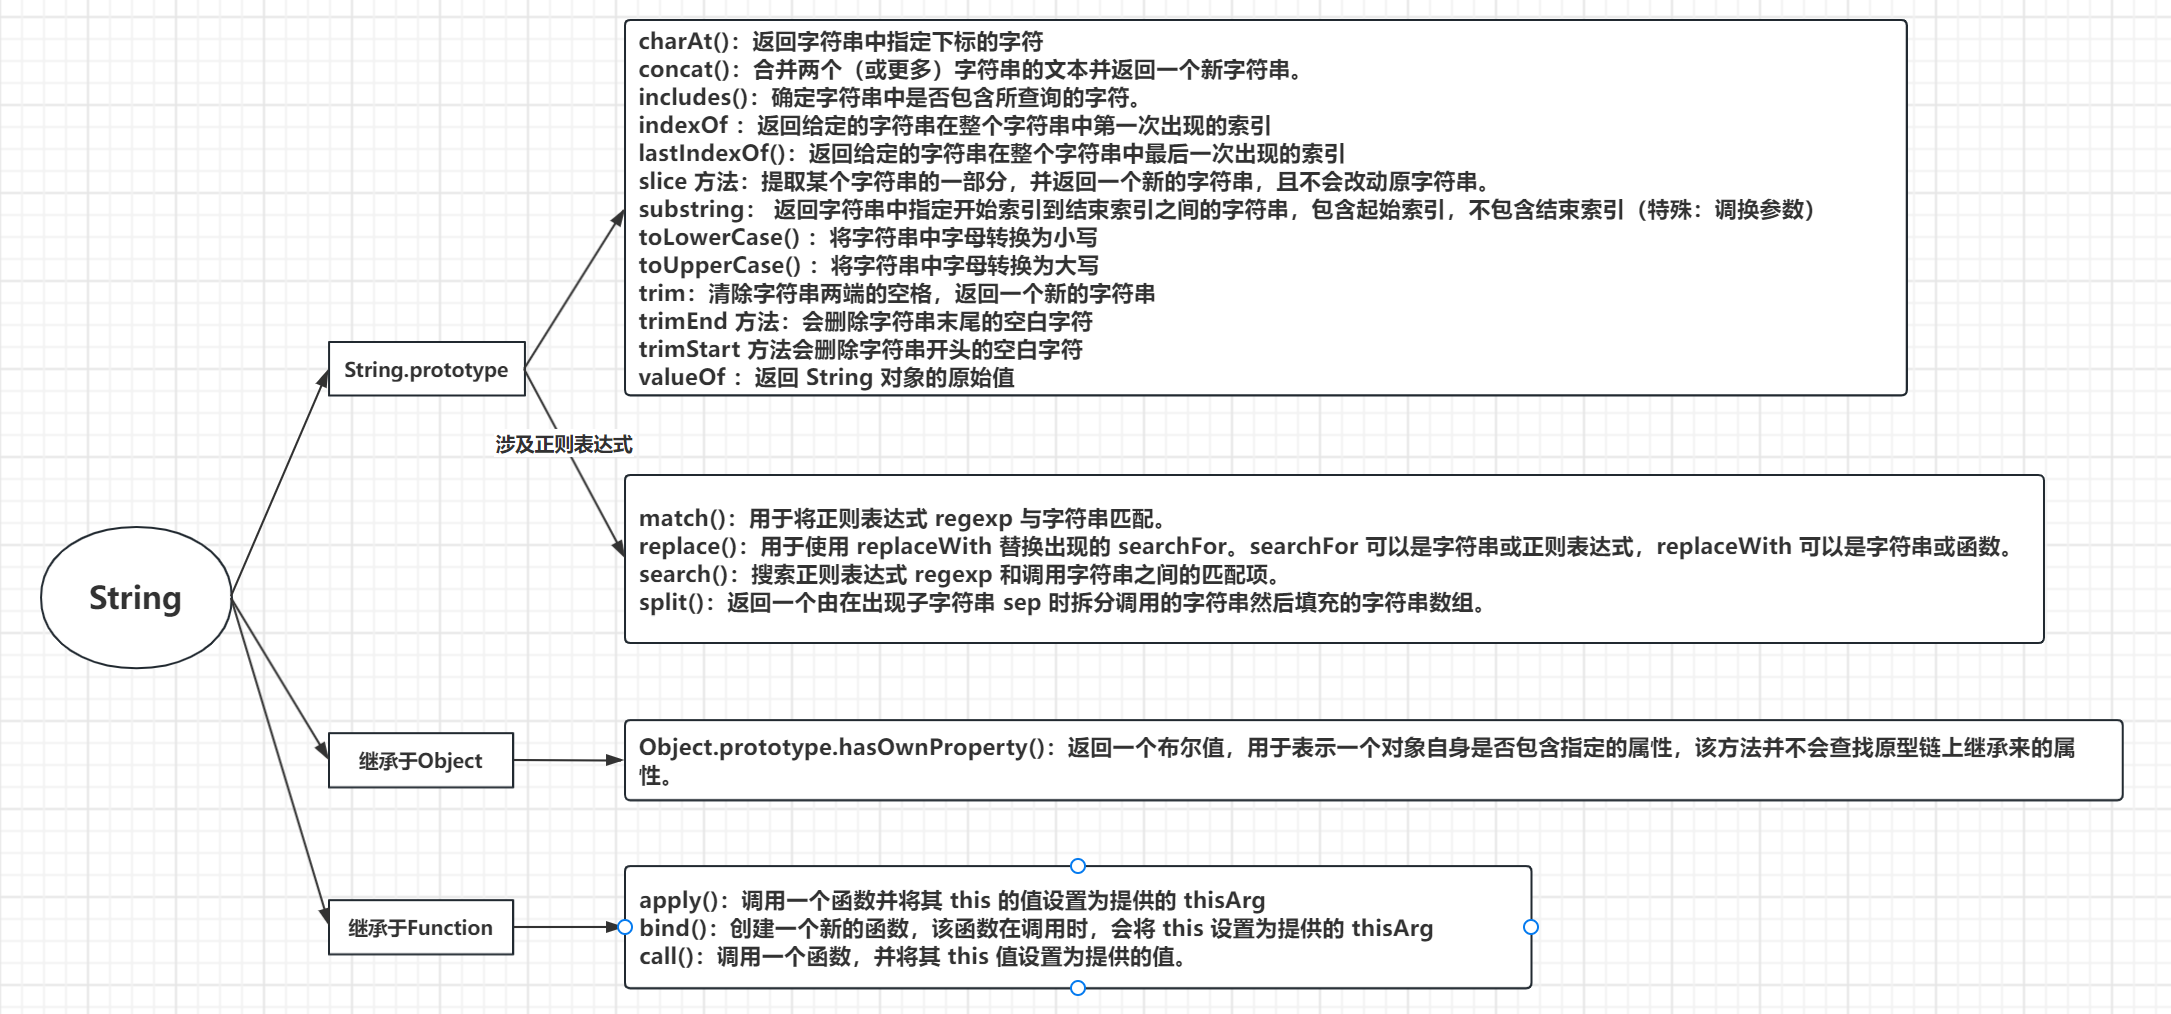 String
String.prototype
charAt()：返回字符串中指定下标的字符
concat()：合并两个（或更多）字符串的文本并返回一个新字符串。
includes()：确定字符串中是否包含所查询的字符。
indexOf ：返回给定的字符串在整个字符串中第一次出现的索引
lastIndexOf()：返回给定的字符串在整个字符串中最后一次出现的索引
slice 方法：提取某个字符串的一部分，并返回一个新的字符串，且不会改动原字符串。
substring： 返回字符串中指定开始索引到结束索引之间的字符串，包含起始索引，不包含结束索引（特殊：调换参数）
toLowerCase() ：将字符串中字母转换为小写
toUpperCase() ：将字符串中字母转换为大写
trim：清除字符串两端的空格，返回一个新的字符串
trimEnd 方法：会删除字符串末尾的空白字符
trimStart 方法会删除字符串开头的空白字符
valueOf ：返回 String 对象的原始值
涉及正则表达式
match()：用于将正则表达式 regexp 与字符串匹配。
replace()：用于使用 replaceWith 替换出现的 searchFor。searchFor 可以是字符串或正则表达式，replaceWith 可以是字符串或函数。
search()：搜索正则表达式 regexp 和调用字符串之间的匹配项。
split()：返回一个由在出现子字符串 sep 时拆分调用的字符串然后填充的字符串数组。
继承于Object
Object.prototype.hasOwnProperty()：返回一个布尔值，用于表示一个对象自身是否包含指定的属性，该方法并不会查找原型链上继承来的属
性。
继承于Function
apply()：调用一个函数并将其 this 的值设置为提供的 thisArg
bind()：创建一个新的函数，该函数在调用时，会将 this 设置为提供的 thisArg
call()：调用一个函数，并将其 this 值设置为提供的值。